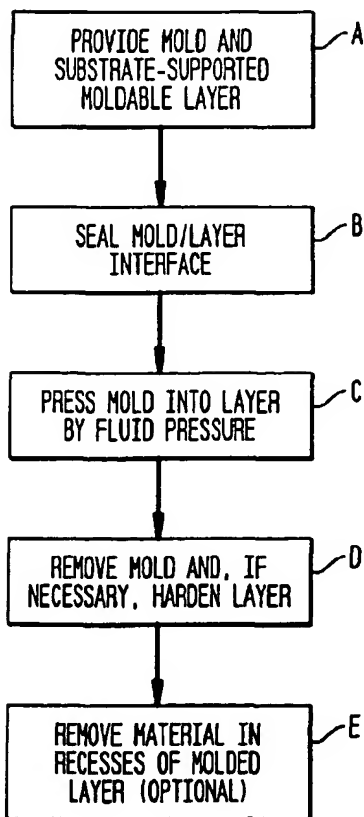 PROVIDE MOLD AND
SUBSTRATE-SUPPORTED
MOLDABLE LAYER
A
SEAL MOLD/LAYER
INTERFACE
B
PRESS MOLD INTO LAYER
BY FLUID PRESSURE
C
REMOVE MOLD AND, IF
NECESSARY, HARDEN LAYER
D
REMOVE MATERIAL IN
RECESSES OF MOLDED
LAYER (OPTIONAL)
E